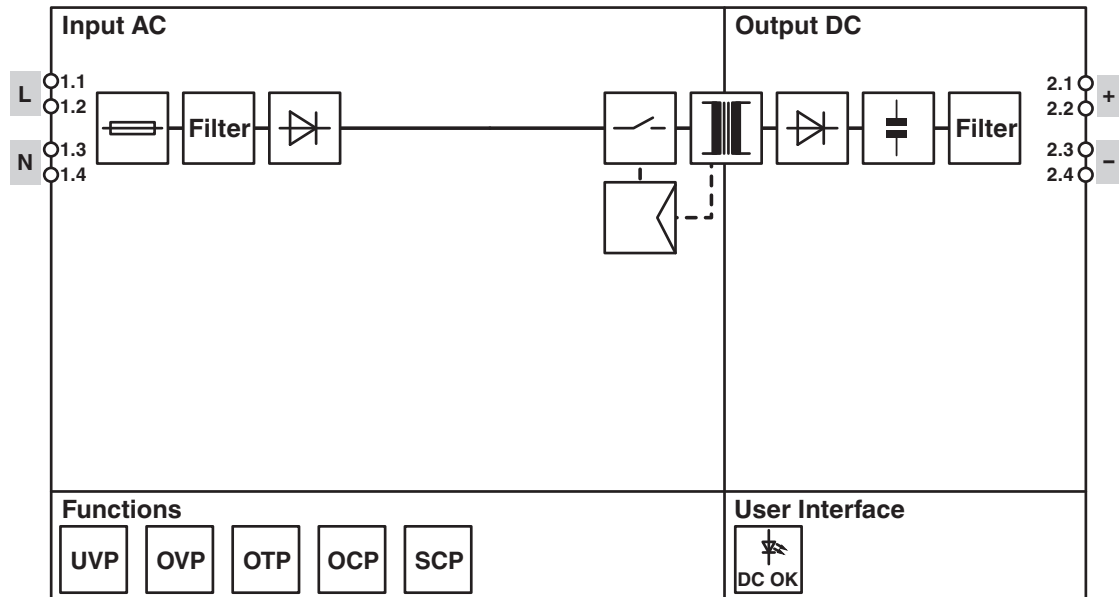 Input AC
Output DC
L
1.1
1.2
N
1.3
1.4
Filter
Filter
2.1
2.2
+
2.3
2.4
−
Functions
UVP
OVP
OTP
OCP
SCP
User Interface
DC OK